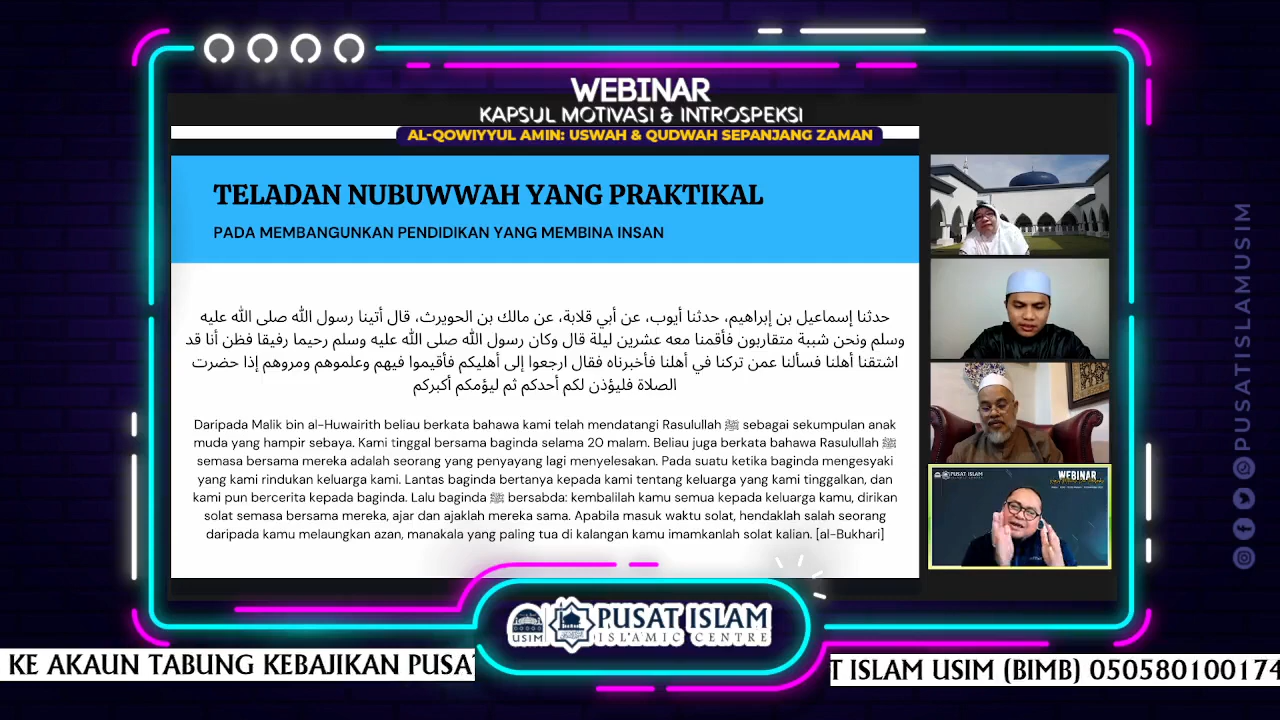 WEBINAR
KAPSUL MOTIVASI & INTROSPEKSI
AL-QOWIYYUL AMIN: USWAH & QUDWAH SEPANJANG ZAMAN
TELADAN NUBUWWAH YANG PRAKTIKAL
PADA MEMBANGUNKAN PENDIDIKAN YANG MEMBINA INSAN
حدثنا إسماعيل بن إبراهيم، حدثنا أيوب، عن أبي قلابة، عن مالك بن الحويرث، قال أتينا رسول الله صلى الله عليه
وسلم ونحن شببة متقاربون فأقمنا معه عشرين ليلة قال وكان رسول الله صلى الله عليه وسلم رحيما رفيقا فظن أنا قد
اشتقنا أهلنا فسألنا عمن تركنا في أهلنا فأخبرناه فقال ارجعوا إلى أهليكم فأقيموا فيهم وعلموهم ومروهم إذا حضرت
الصلاة فليؤذن لكم أحدكم ثم ليؤمكم أكبركم
Daripada Malik bin al-Huwairith beliau berkata bahawa kami telah mendatangi Rasulullah ﷺ sebagai sekumpulan anak
muda yang hampir sebaya. Kami tinggal bersama baginda selama 20 malam. Beliau juga berkata bahawa Rasulullah ﷺ
semasa bersama mereka adalah seorang yang penyayang lagi menyelesakan. Pada suatu ketika baginda mengesyaki
yang kami rindukan keluarga kami. Lantas baginda bertanya kepada kami tentang keluarga yang kami tinggalkan, dan
kami pun bercerita kepada baginda. Lalu baginda ﷺ bersabda: kembalilah kamu semua kepada keluarga kamu, dirikan
solat semasa bersama mereka, ajar dan ajaklah mereka sama. Apabila masuk waktu solat, hendaklah salah seorang
daripada kamu melaungkan azan, manakala yang paling tua di kalangan kamu imamkanlah solat kalian. [al-Bukhari]
PUSAT ISLAM
WEBINAR
PUSATISLAMUSIM
USIM
PUSAT ISLAM
ISLAMIC CENTRE
KE AKAUN TABUNG KEBAJIKAN PUSAT
T ISLAM USIM (BIMB) 050580100174